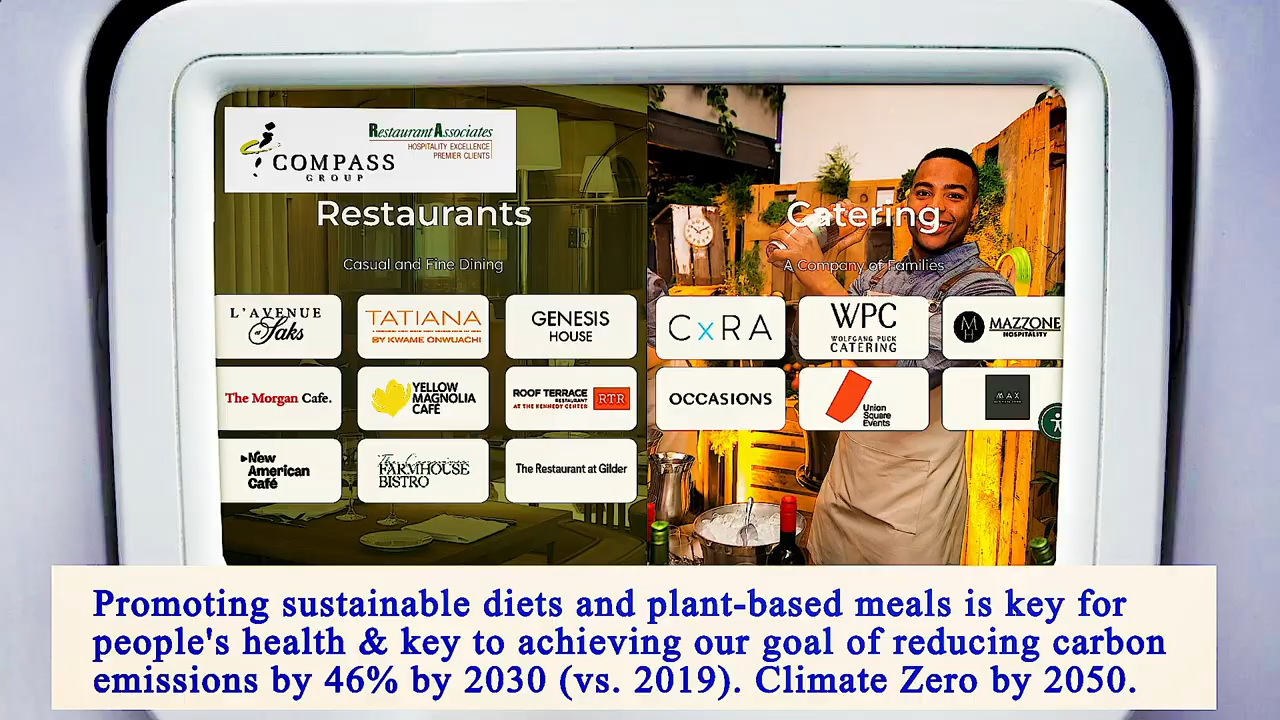 COMPASS
GROUP
Restaurant Associates
HOSPITALITY EXCELLENCE
PREMIER CLIENTS
Restaurants
Casual and Fine Dining
L'AVENUE
at Saks
TATIANA
BY KWAME ONWUACHI
GENESIS
HOUSE
The Morgan Cafe.
YELLOW
MAGNOLIA
CAFÉ
ROOF TERRACE
RESTAURANT
AT THE KENNEDY CENTER
RTR
New
American
Café
FARMHOUSE
BISTRO
The Restaurant at Gilder
Catering
A Company of Families
CxRA
WPC
WOLFGANG PUCK
CATERING
MH
MAZZONE
HOSPITALITY
OCCASIONS
Union
Square
Events
MAX
Promoting sustainable diets and plant-based meals is key for
people's health & key to achieving our goal of reducing carbon
emissions by 46% by 2030 (vs. 2019). Climate Zero by 2050.